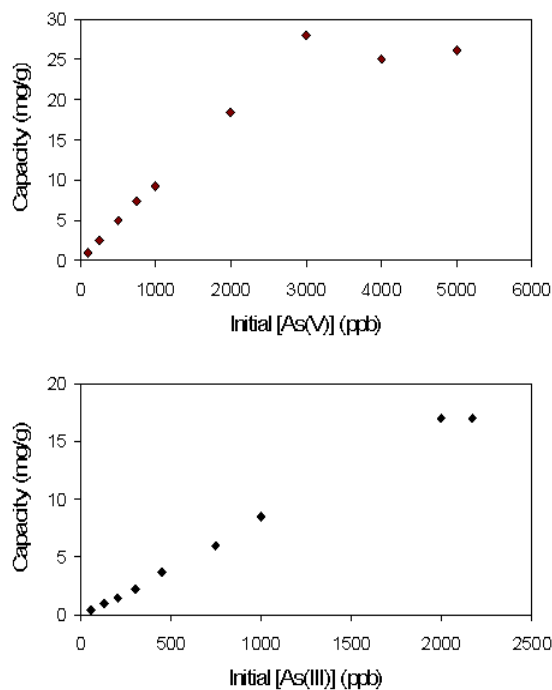 30
25
20
15
10
5
0
Capacity (mg/g)
0 1000 2000 3000 4000 5000 6000
Initial [As(V)] (ppb)
20
15
10
5
0
Capacity (mg/g)
0 500 1000 1500 2000 2500
Initial [As(III)] (ppb)